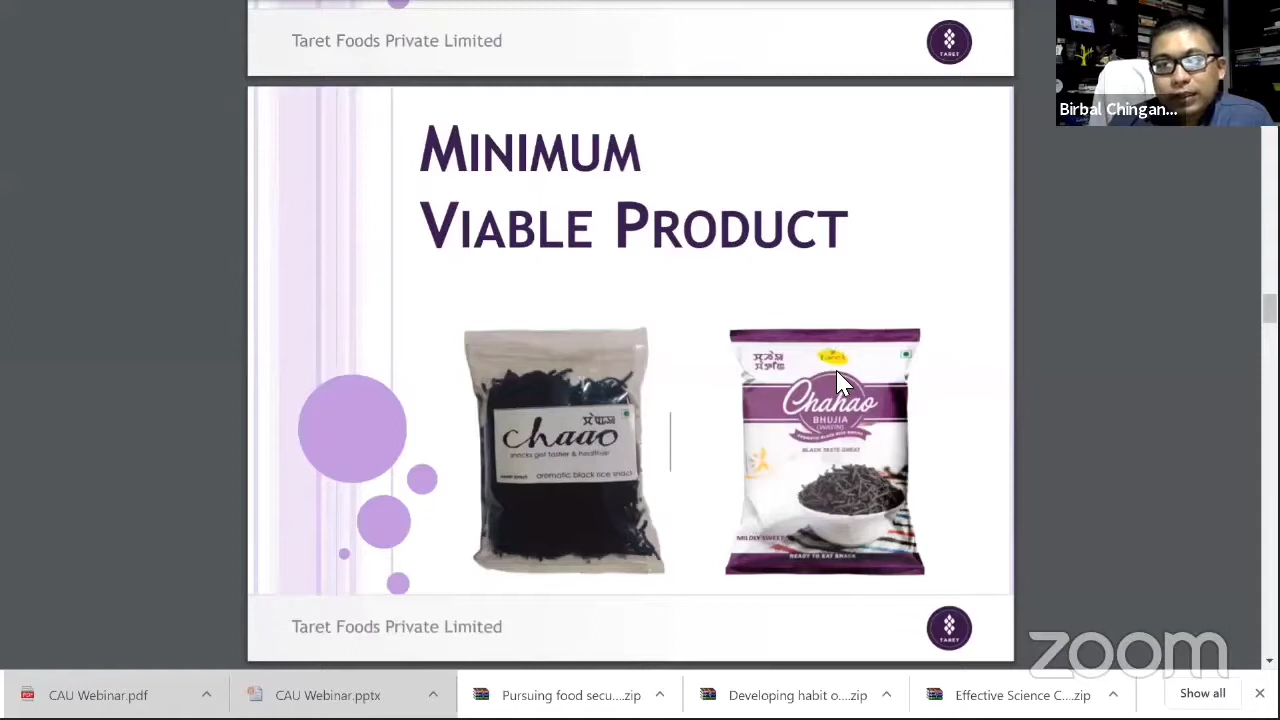 Taret Foods Private Limited
TARET
Birbal Chingan...
MINIMUM
VIABLE PRODUCT
chaao
snacks get tastier & healthier
aromatic black rice snack
Chahao
BHUJIA
BLACK TASTE GREAT
MILDLY SWEET
READY TO EAT SNACK
Taret Foods Private Limited
TARET
zoom
CAU Webinar.pdf
CAU Webinar.pptx
Pursuing food secu....zip
Developing habit o....zip
Effective Science C....zip
Show all